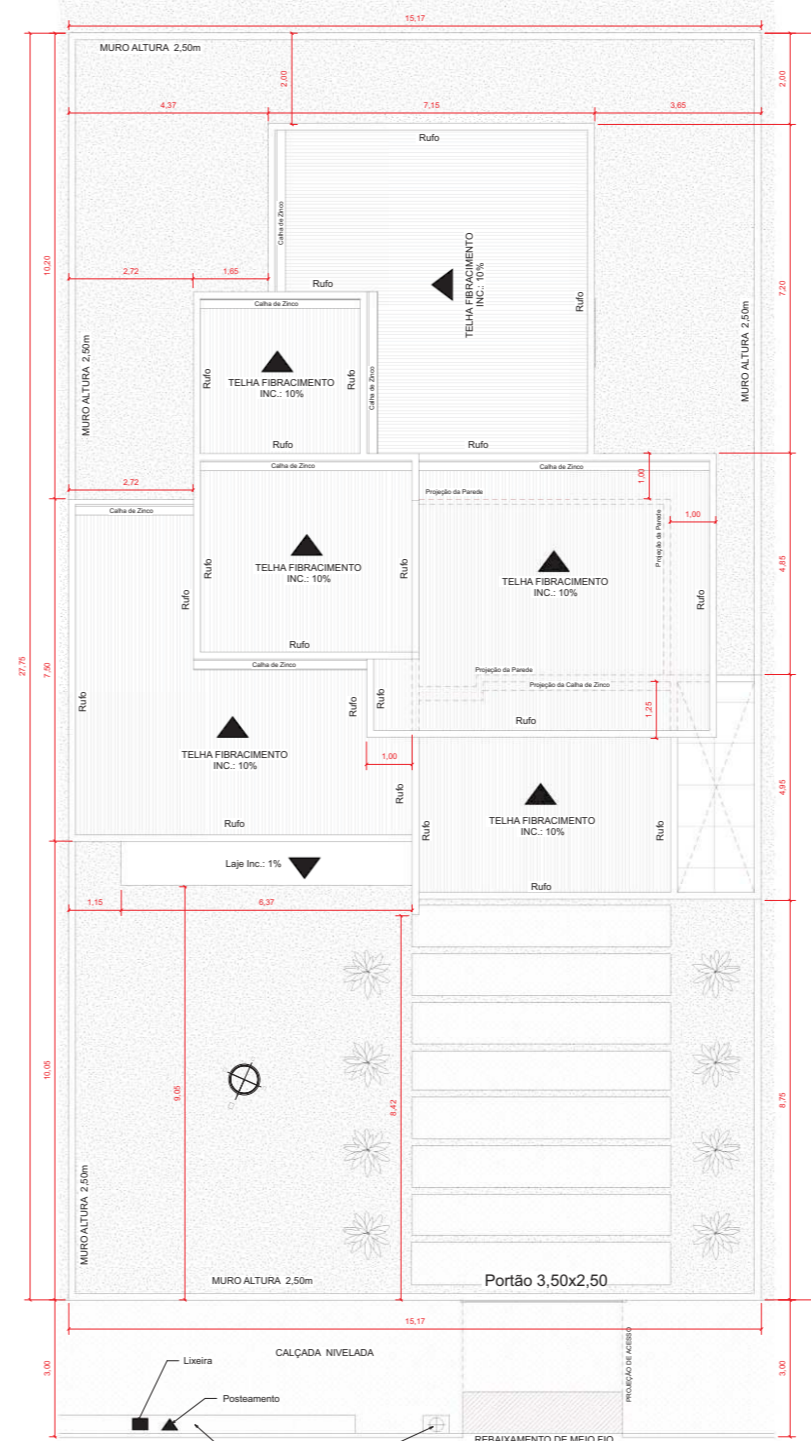 15,17
MURO ALTURA 2,50m
2,00
2,00
4,37
7,15
3,65
Rufo
Calha de Zinco
TELHA FIBRACIMENTO
INC.: 10%
Rufo
Rufo
10,20
7,20
2,72
1,65
MURO ALTURA 2,50m
MURO ALTURA 2,50m
Calha de Zinco
Rufo
TELHA FIBRACIMENTO
INC.: 10%
Rufo
Calha de Zinco
Rufo
Rufo
Calha de Zinco
Calha de Zinco
1,00
2,72
Projeção da Parede
Projeção da Parede
1,00
Calha de Zinco
Rufo
Rufo
TELHA FIBRACIMENTO
INC.: 10%
Rufo
TELHA FIBRACIMENTO
INC.: 10%
Rufo
4,85
Rufo
27,75
7,50
Calha de Zinco
Projeção da Parede
Projeção da Calha de Zinco
Rufo
Rufo
Rufo
Rufo
1,25
TELHA FIBRACIMENTO
INC.: 10%
1,00
Rufo
4,95
Rufo
TELHA FIBRACIMENTO
INC.: 10%
Rufo
Rufo
Rufo
Laje Inc.: 1%
1,15
6,37
10,05
9,05
8,42
8,75
MURO ALTURA 2,50m
MURO ALTURA 2,50m
Portão 3,50x2,50
15,17
3,00
CALÇADA NIVELADA
PROJEÇÃO DE ACESSO
3,00
Lixeira
Posteamento
REBAIXAMENTO DE MEIO FIO